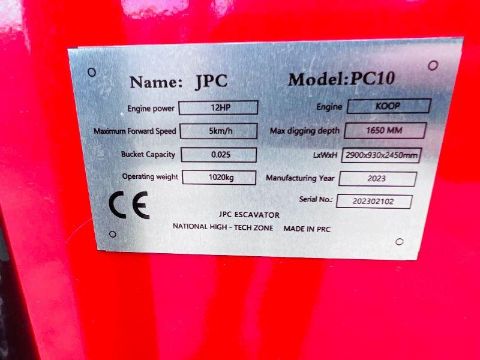 Name: JPC Model:PC10
Engine power 12HP Engine KOOP
Maximum Forward Speed 5km/h Max digging depth 1650 MM
Bucket Capacity 0.025 LxWxH 2900x930x2450mm
Operating weight 1020kg Manufacturing Year 2023
Serial No.: 202302102
CE
JPC ESCAVATOR
NATIONAL HIGH - TECH ZONE MADE IN PRC